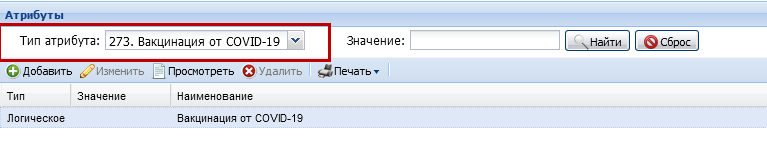 Атрибуты
Тип атрибута: 273. Вакцинация от COVID-19 Значение: Найти Сброс
Добавить Изменить Просмотреть Удалить Печать
Тип Значение Наименование
Логическое Вакцинация от COVID-19